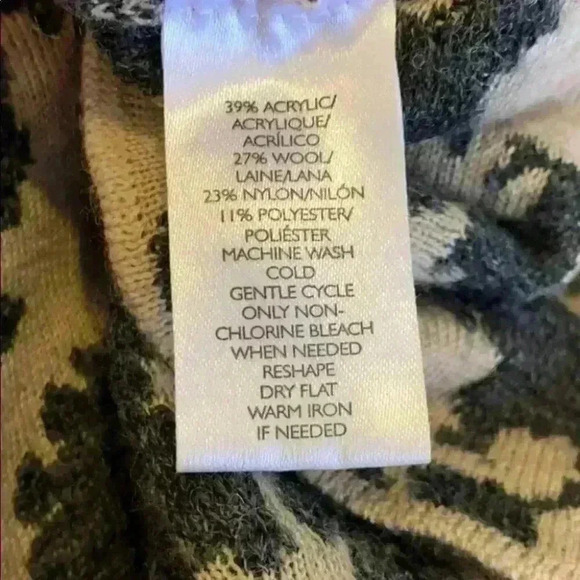 39% ACRYLIC/
ACRYLIQUE/
ACRÍLICO
27% WOOL/
LAINE/LANA
23% NYLON/NILÓN
11% POLYESTER/
POLIÉSTER
MACHINE WASH
COLD
GENTLE CYCLE
ONLY NON-
CHLORINE BLEACH
WHEN NEEDED
RESHAPE
DRY FLAT
WARM IRON
IF NEEDED